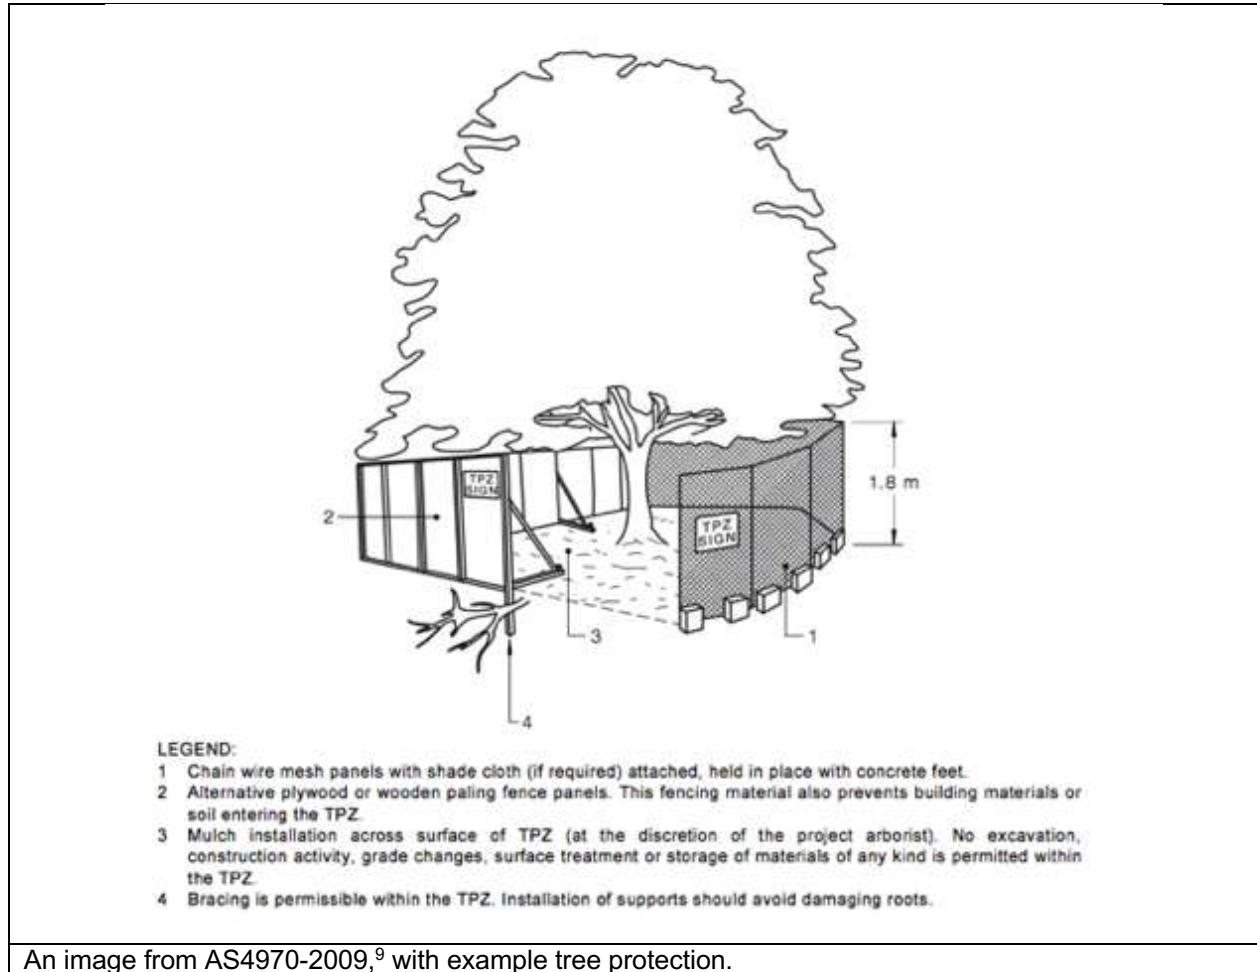 TPZ
SIGN
1.8 m
2
TPZ
SIGN
3
1
4
LEGEND:
1 Chain wire mesh panels with shade cloth (if required) attached, held in place with concrete feet.
2 Alternative plywood or wooden paling fence panels. This fencing material also prevents building materials or
soil entering the TPZ.
3 Mulch installation across surface of TPZ (at the discretion of the project arborist). No excavation,
construction activity, grade changes, surface treatment or storage of materials of any kind is permitted within
the TPZ.
4 Bracing is permissible within the TPZ. Installation of supports should avoid damaging roots.
An image from AS4970-2009,⁹ with example tree protection.